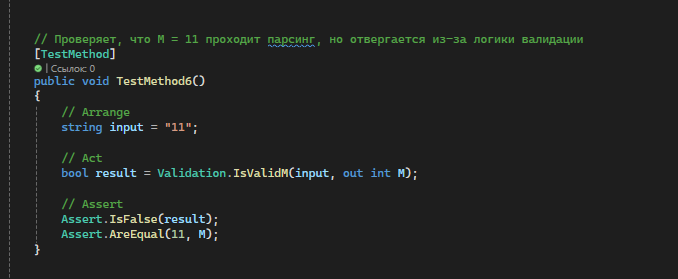 // Проверяет, что M = 11 проходит парсинг, но отвергается из-за логики валидации
[TestMethod]
| Ссылок: 0
public void TestMethod6()
{
// Arrange
string input = "11";
// Act
bool result = Validation.IsValidM(input, out int M);
// Assert
Assert.IsFalse(result);
Assert.AreEqual(11, M);
}